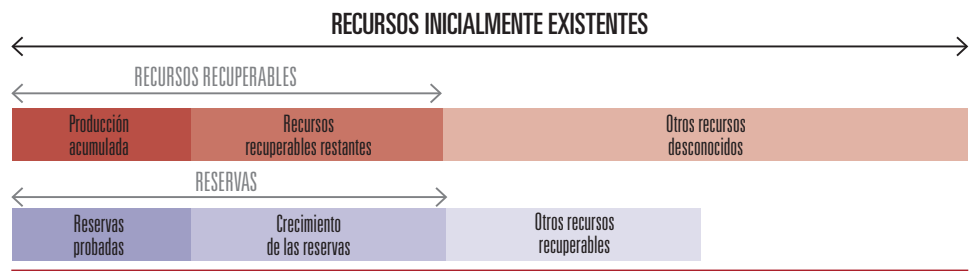 RECURSOS INICIALMENTE EXISTENTES
RECURSOS RECUPERABLES
Producción
acumulada
Recursos
recuperables restantes
Otros recursos
desconocidos
RESERVAS
Reservas
probadas
Crecimiento
de las reservas
Otros recursos
recuperables